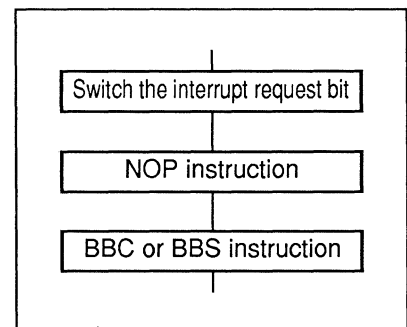 Switch the interrupt request bit
NOP instruction
BBC or BBS instruction